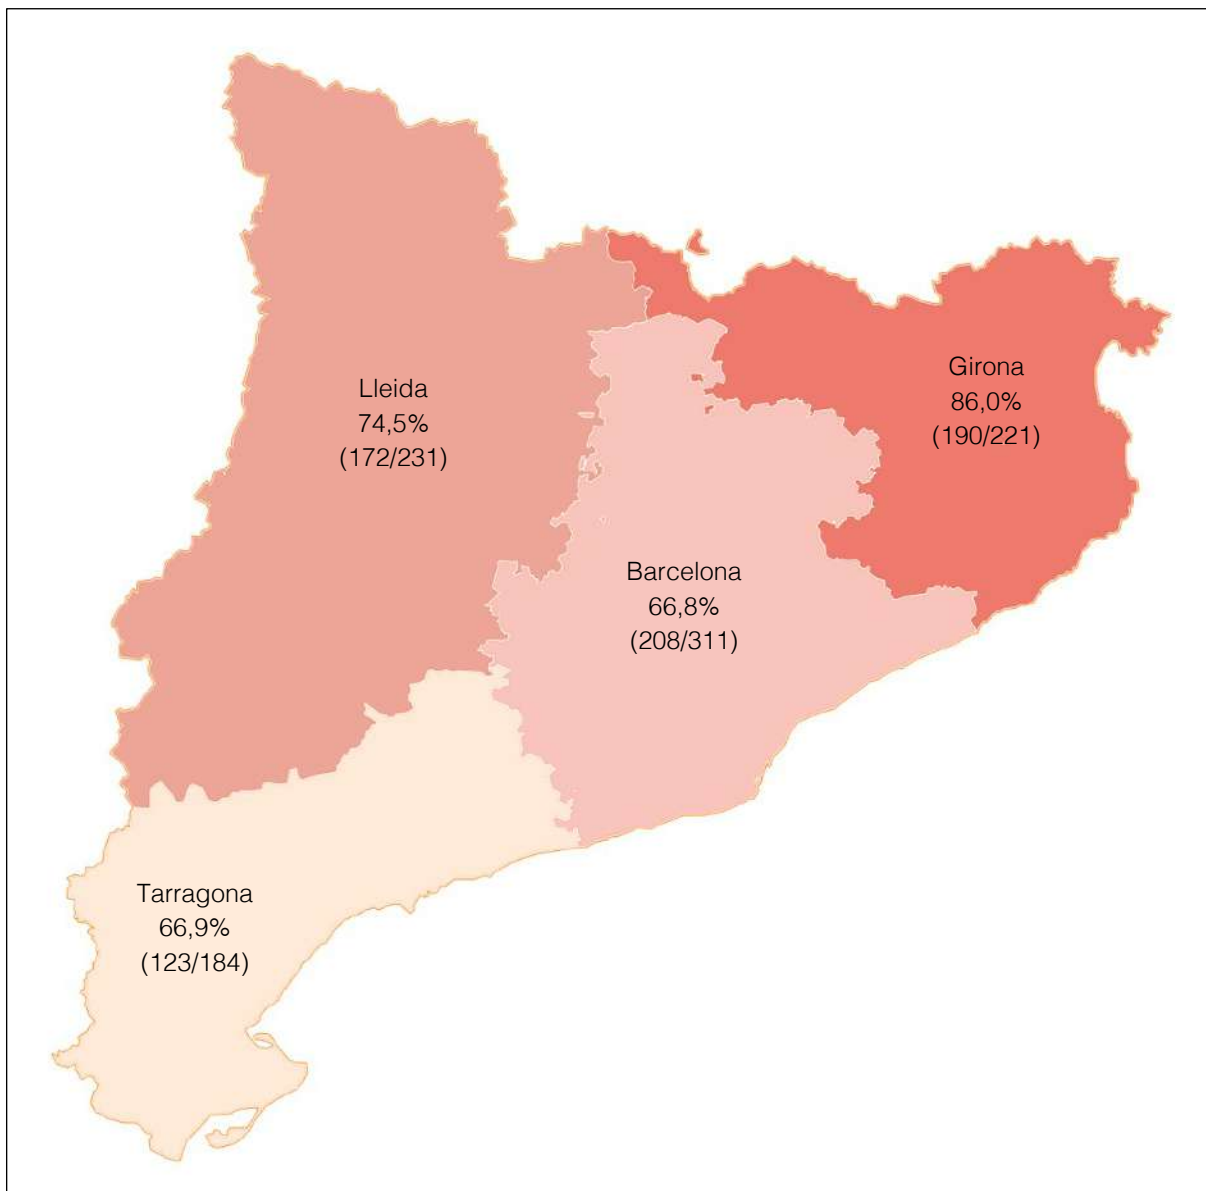 Lleida
74,5%
(172/231)
Girona
86,0%
(190/221)
Barcelona
66,8%
(208/311)
Tarragona
66,9%
(123/184)